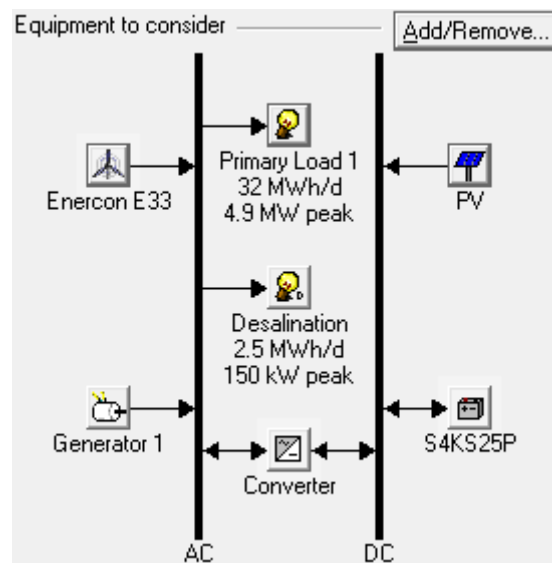 Equipment to consider
Add/Remove...
Primary Load 1
32 MWh/d
4.9 MW peak
Enercon E33
PV
Desalination
2.5 MWh/d
150 kW peak
Generator 1
S4KS25P
Converter
AC
DC